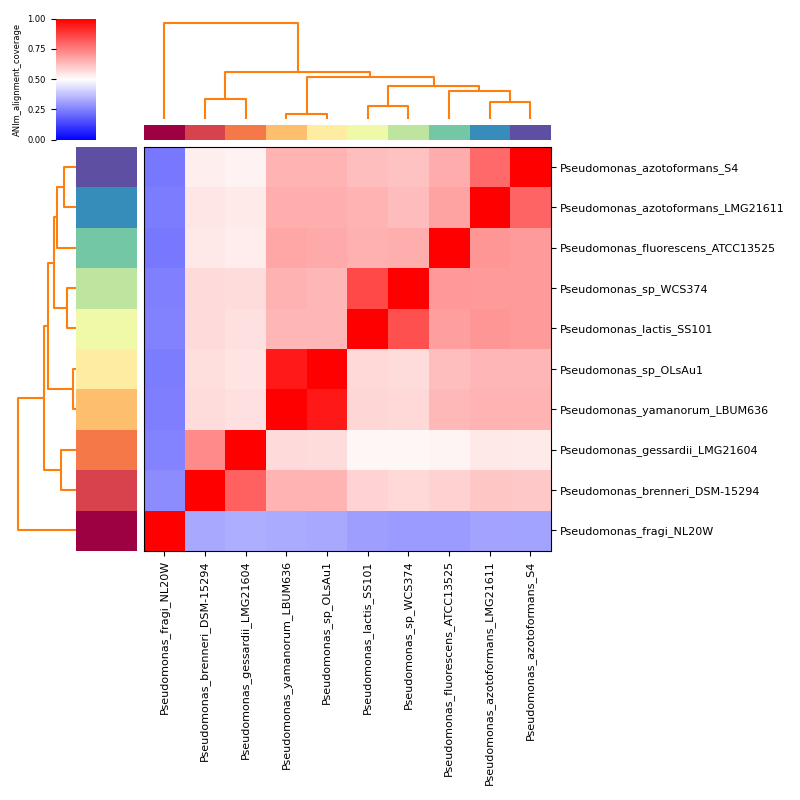 ANIm_alignment_coverage
1.00
0.75
0.50
0.25
0.00
Pseudomonas_azotoformans_S4
Pseudomonas_azotoformans_LMG21611
Pseudomonas_fluorescens_ATCC13525
Pseudomonas_sp_WCS374
Pseudomonas_lactis_SS101
Pseudomonas_sp_OLsAu1
Pseudomonas_yamanorum_LBUM636
Pseudomonas_gessardii_LMG21604
Pseudomonas_brenneri_DSM-15294
Pseudomonas_fragi_NL20W
Pseudomonas_fragi_NL20W
Pseudomonas_brenneri_DSM-15294
Pseudomonas_gessardii_LMG21604
Pseudomonas_yamanorum_LBUM636
Pseudomonas_sp_OLsAu1
Pseudomonas_lactis_SS101
Pseudomonas_sp_WCS374
Pseudomonas_fluorescens_ATCC13525
Pseudomonas_azotoformans_LMG21611
Pseudomonas_azotoformans_S4